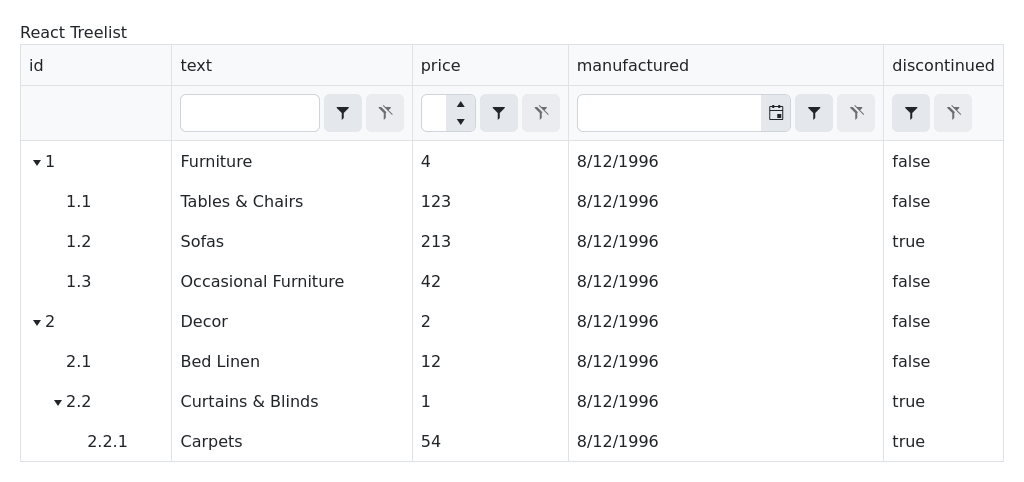 React Treelist
id text price manufactured discontinued
1 Furniture 4 8/12/1996 false
1.1 Tables & Chairs 123 8/12/1996 false
1.2 Sofas 213 8/12/1996 true
1.3 Occasional Furniture 42 8/12/1996 false
2 Decor 2 8/12/1996 false
2.1 Bed Linen 12 8/12/1996 false
2.2 Curtains & Blinds 1 8/12/1996 true
2.2.1 Carpets 54 8/12/1996 true